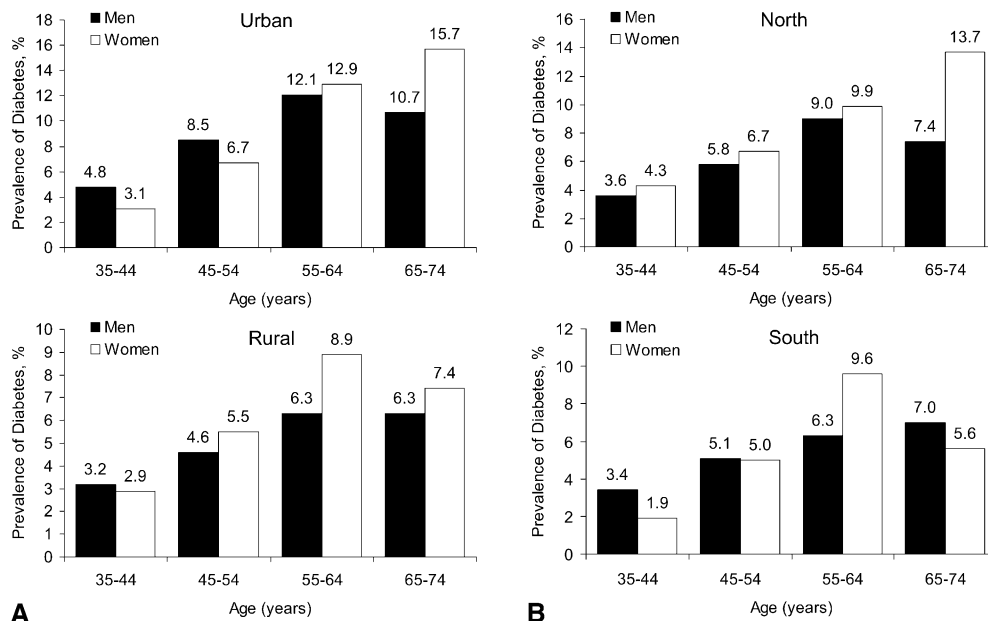 Urban
Men
Women
Prevalence of Diabetes, %
18
16
14
12
10
8
6
4
2
0
4.8
3.1
8.5
6.7
12.1
12.9
10.7
15.7
35-44 45-54 55-64 65-74
Age (years)
North
Men
Women
Prevalence of Diabetes, %
16
14
12
10
8
6
4
2
0
3.6
4.3
5.8
6.7
9.0
9.9
7.4
13.7
35-44 45-54 55-64 65-74
Age (years)
Rural
Men
Women
Prevalence of Diabetes, %
10
9
8
7
6
5
4
3
2
1
0
3.2
2.9
4.6
5.5
6.3
8.9
6.3
7.4
35-44 45-54 55-64 65-74
Age (years)
A
South
Men
Women
Prevalence of Diabetes, %
12
10
8
6
4
2
0
3.4
1.9
5.1
5.0
6.3
9.6
7.0
5.6
35-44 45-54 55-64 65-74
Age (years)
B